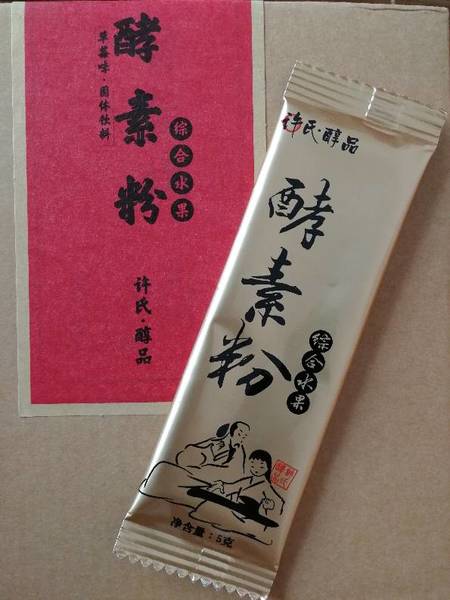 酵素粉
综合水果
草莓味·固体饮料
许氏·醇品
许氏·醇品
酵素粉
综合水果
净含量：5克